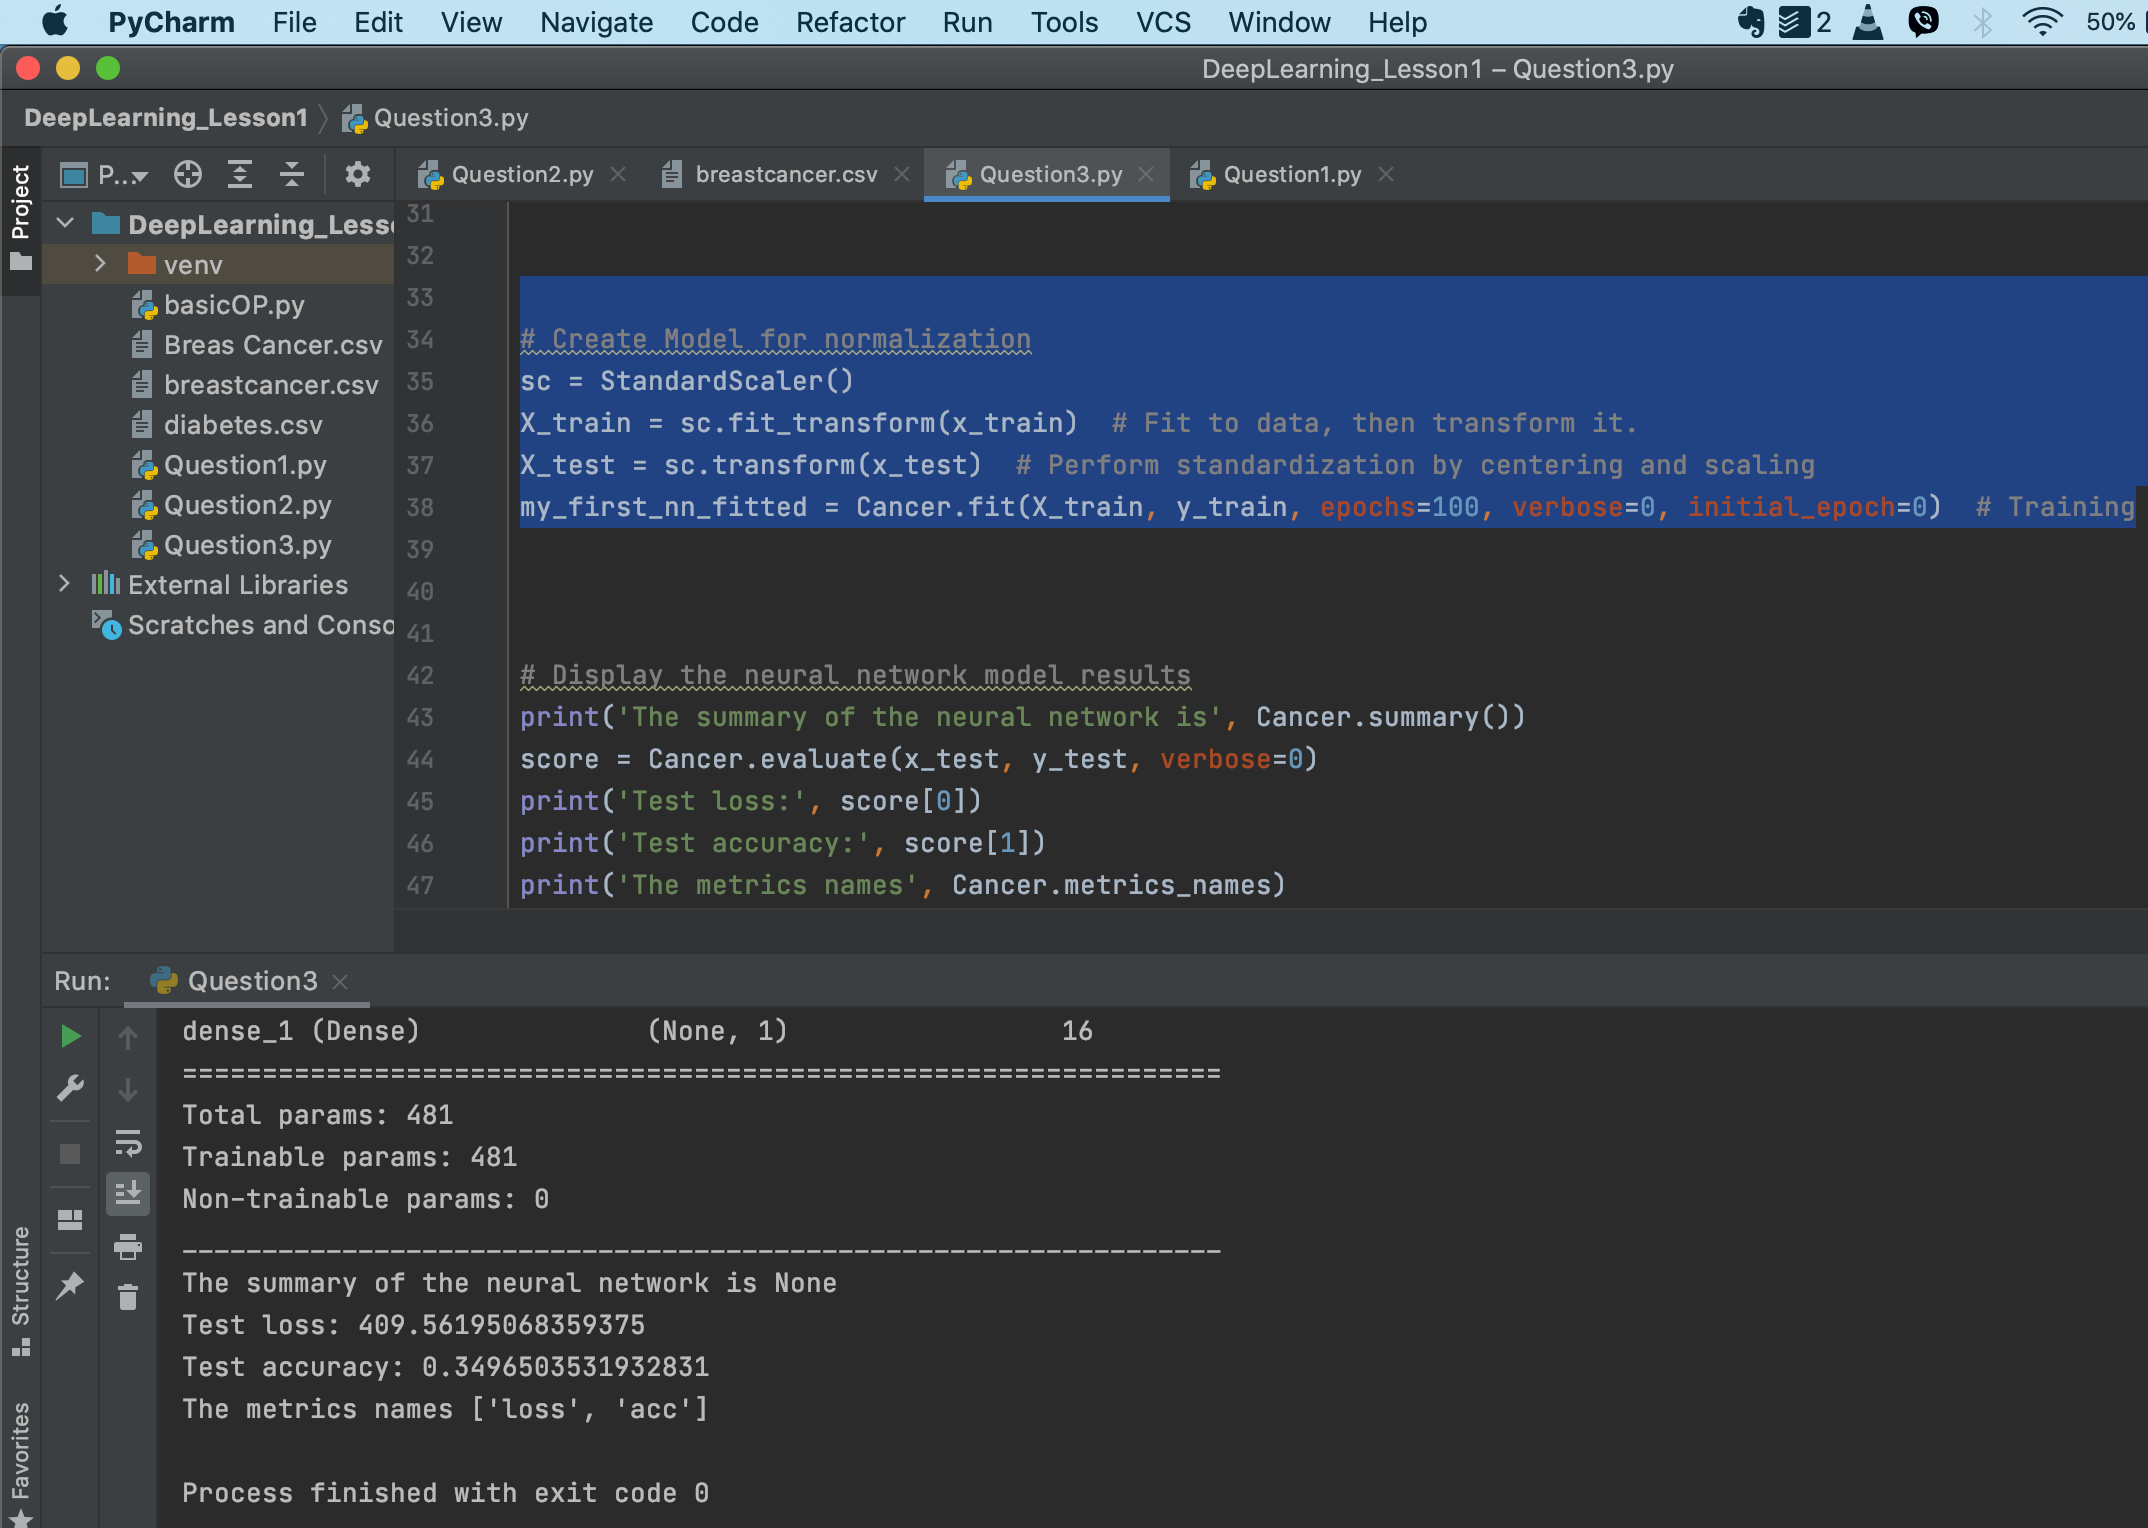 PyCharm File Edit View Navigate Code Refactor Run Tools VCS Window Help 2 50%
DeepLearning_Lesson1 – Question3.py
DeepLearning_Lesson1 Question3.py
Project
P...
Question2.py breastcancer.csv Question3.py Question1.py
DeepLearning_Less
venv
basicOP.py
Breas Cancer.csv
breastcancer.csv
diabetes.csv
Question1.py
Question2.py
Question3.py
External Libraries
Scratches and Conso
31
32
33
34 # Create Model for normalization
35 sc = StandardScaler()
36 X_train = sc.fit_transform(x_train)  # Fit to data, then transform it.
37 X_test = sc.transform(x_test)  # Perform standardization by centering and scaling
38 my_first_nn_fitted = Cancer.fit(X_train, y_train, epochs=100, verbose=0, initial_epoch=0)  # Training
39
40
41
42 # Display the neural network model results
43 print('The summary of the neural network is', Cancer.summary())
44 score = Cancer.evaluate(x_test, y_test, verbose=0)
45 print('Test loss:', score[0])
46 print('Test accuracy:', score[1])
47 print('The metrics names', Cancer.metrics_names)
Run: Question3
dense_1 (Dense) (None, 1) 16
=================================================================
Total params: 481
Trainable params: 481
Non-trainable params: 0
_________________________________________________________________
The summary of the neural network is None
Test loss: 409.56195068359375
Test accuracy: 0.3496503531932831
The metrics names ['loss', 'acc']
Process finished with exit code 0
Structure
Favorites